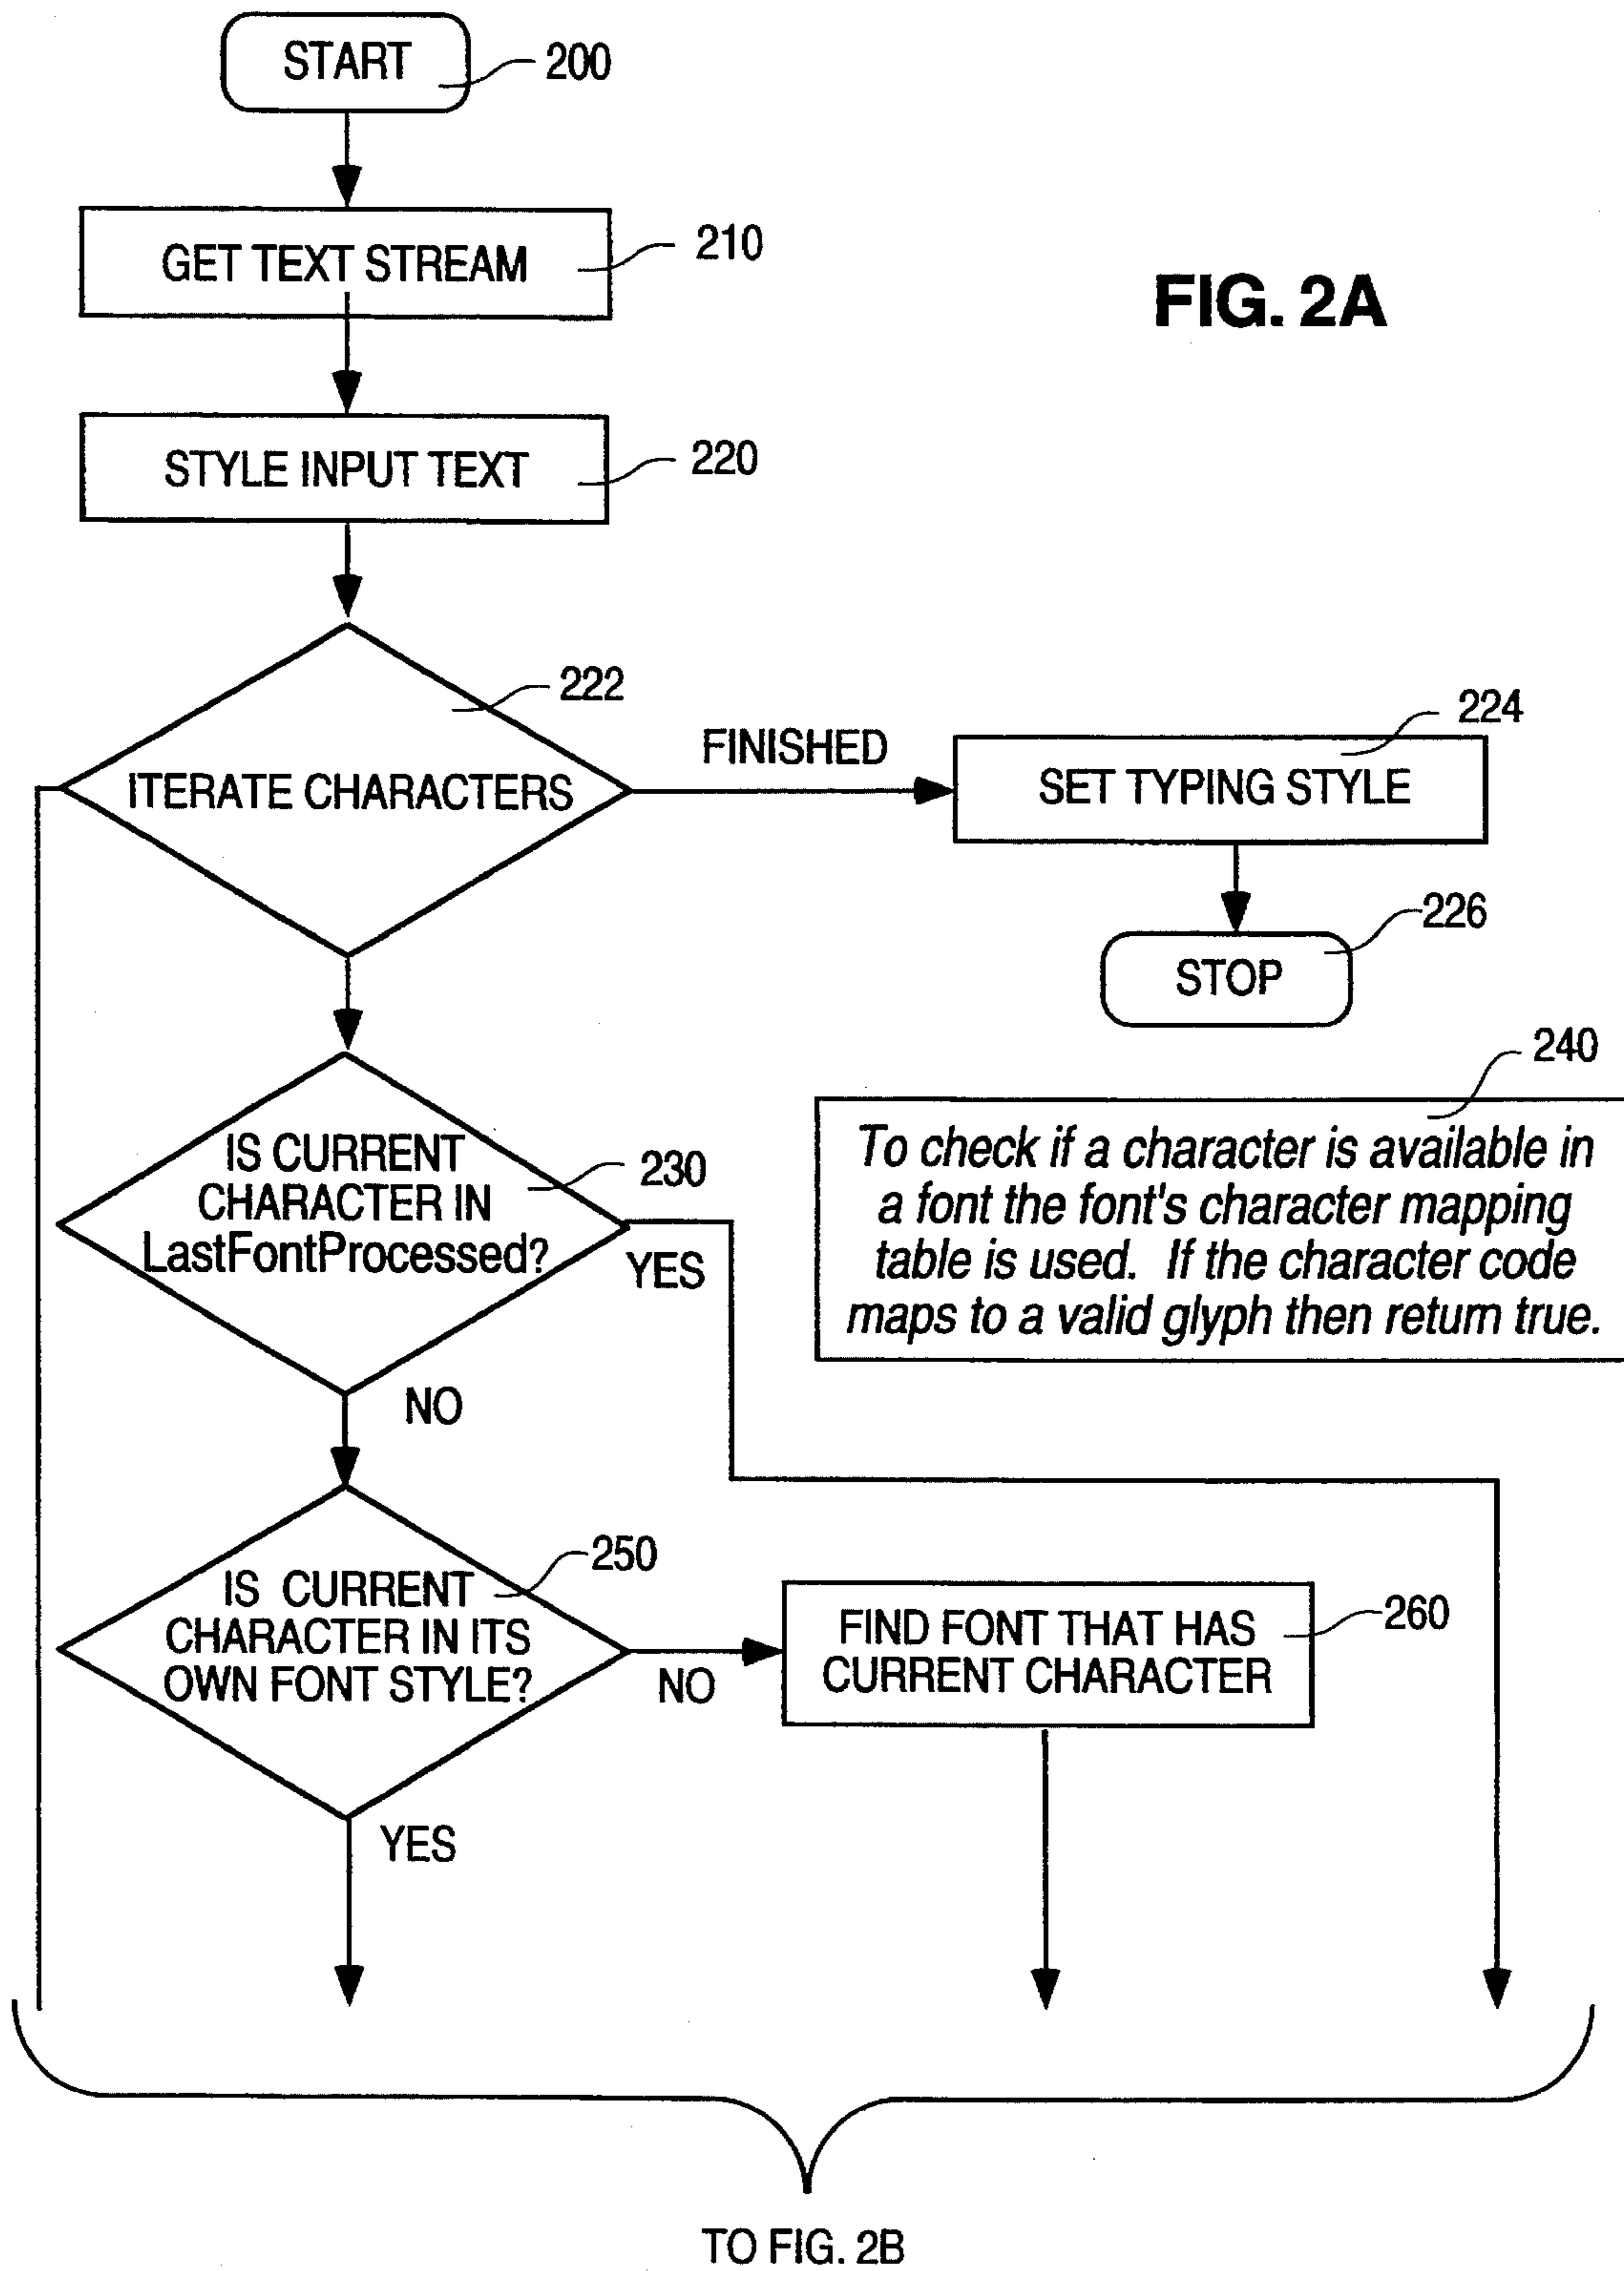 START
200
GET TEXT STREAM
210
FIG. 2A
STYLE INPUT TEXT
220
222
ITERATE CHARACTERS
FINISHED
224
SET TYPING STYLE
226
STOP
IS CURRENT
CHARACTER IN
LastFontProcessed?
230
YES
NO
240
To check if a character is available in
a font the font's character mapping
table is used. If the character code
maps to a valid glyph then return true.
250
IS CURRENT
CHARACTER IN ITS
OWN FONT STYLE?
NO
YES
FIND FONT THAT HAS
CURRENT CHARACTER
260
TO FIG. 2B